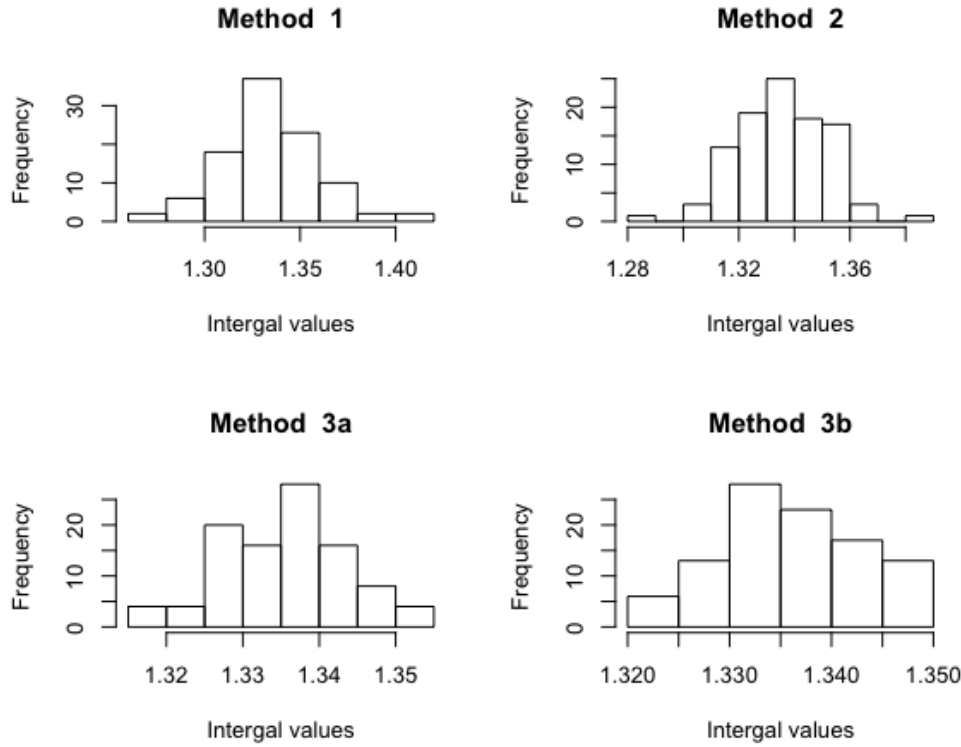 Method 1
Frequency
0 10 30
1.30 1.35 1.40
Intergal values
Method 2
Frequency
0 10 20
1.28 1.32 1.36
Intergal values
Method 3a
Frequency
0 10 20
1.32 1.33 1.34 1.35
Intergal values
Method 3b
Frequency
0 10 20
1.320 1.330 1.340 1.350
Intergal values